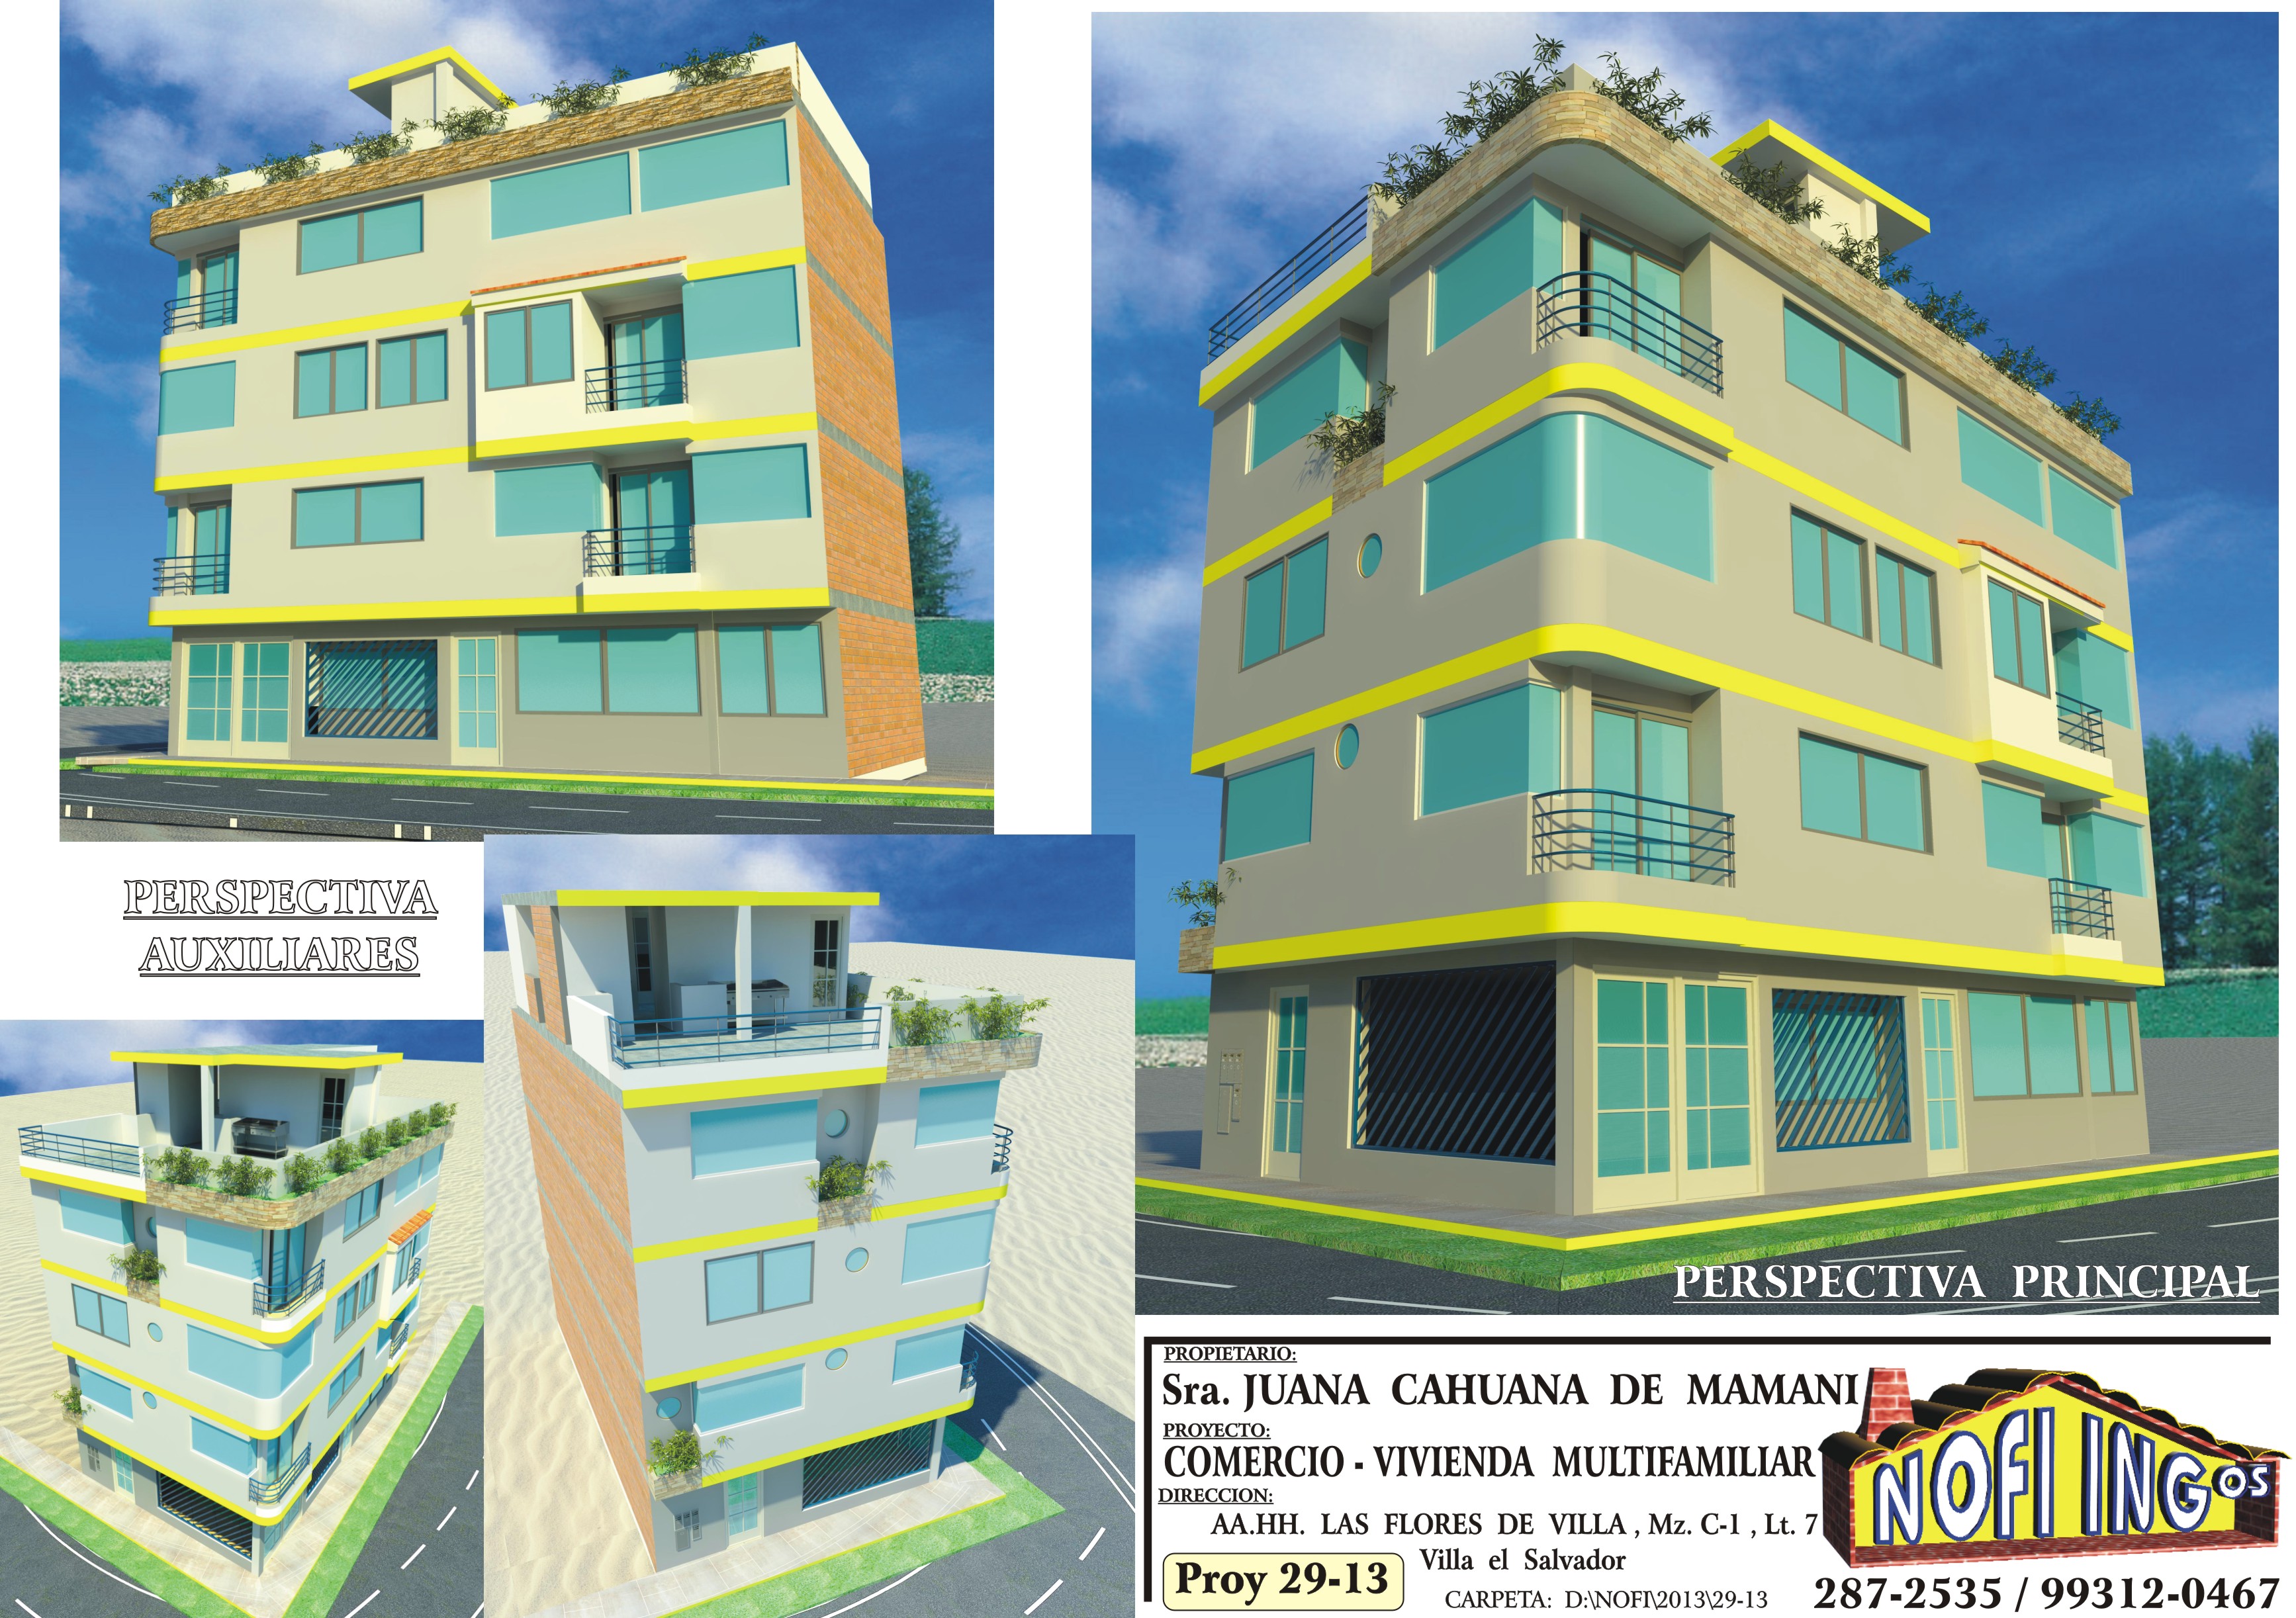 PERSPECTIVA
AUXILIARES
PERSPECTIVA PRINCIPAL
PROPIETARIO:
Sra. JUANA CAHUANA DE MAMANI
PROYECTO:
COMERCIO - VIVIENDA MULTIFAMILIAR
DIRECCION:
AA.HH. LAS FLORES DE VILLA , Mz. C-1 , Lt. 7
Villa el Salvador
Proy 29-13
CARPETA: D:\NOFI\2013\29-13
NOFI INGOS
287-2535 / 99312-0467